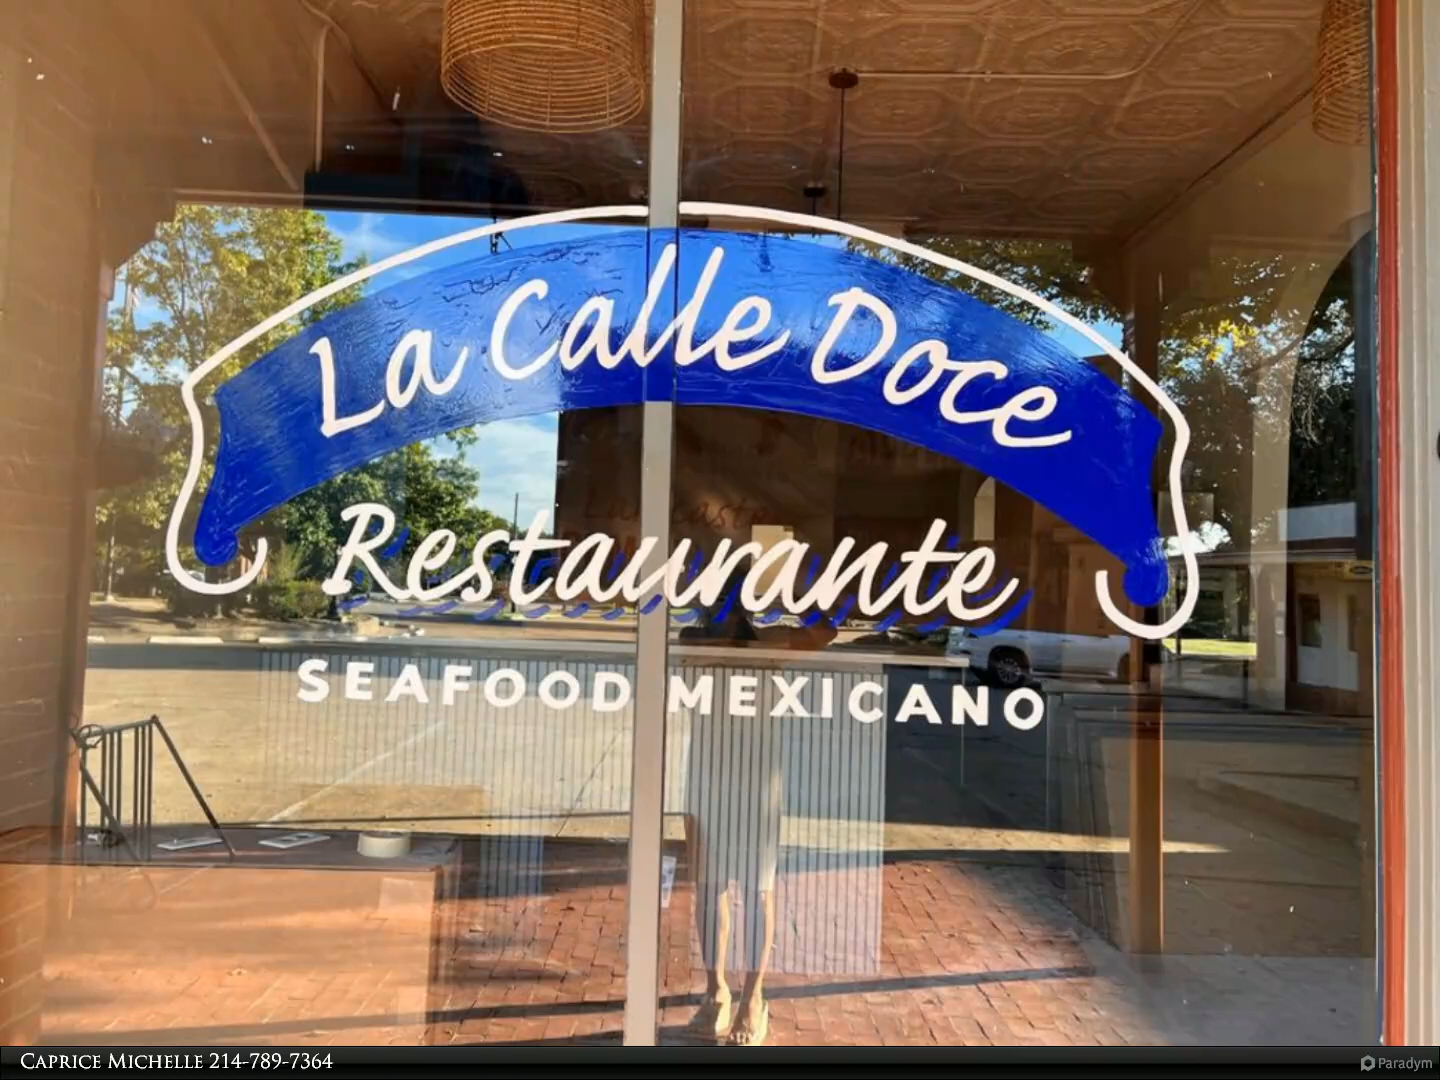 La Calle Doce
Restaurante
SEAFOOD MEXICANO
CAPRICE MICHELLE 214-789-7364
Paradym